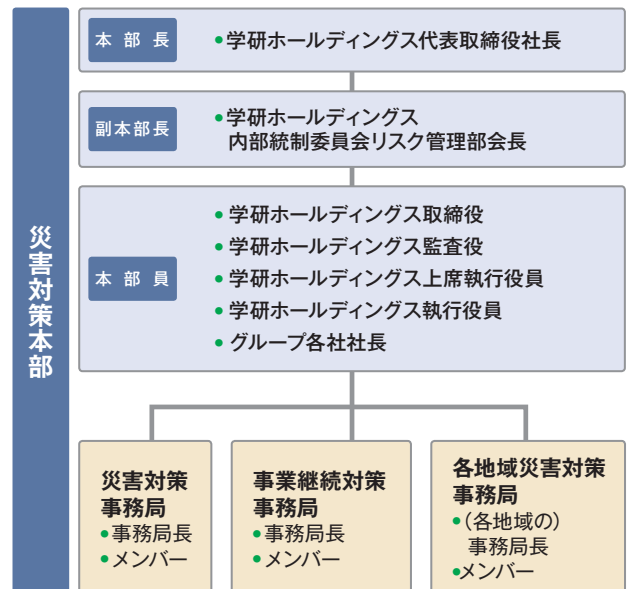 災害対策本部
本部長
•学研ホールディングス代表取締役社長
副本部長
•学研ホールディングス
内部統制委員会リスク管理部会長
本部員
•学研ホールディングス取締役
•学研ホールディングス監査役
•学研ホールディングス上席執行役員
•学研ホールディングス執行役員
•グループ各社社長
災害対策
事務局
•事務局長
•メンバー
事業継続対策
事務局
•事務局長
•メンバー
各地域災害対策
事務局
•(各地域の)
事務局長
•メンバー